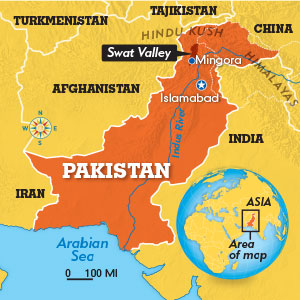 TURKMENISTAN
TAJIKISTAN
CHINA
HINDU KUSH
Swat Valley
Mingora
HIMALAYAS
AFGHANISTAN
Islamabad
N
W
E
S
India River
INDIA
PAKISTAN
IRAN
Arabian
Sea
0 100 MI
ASIA
Area
of map